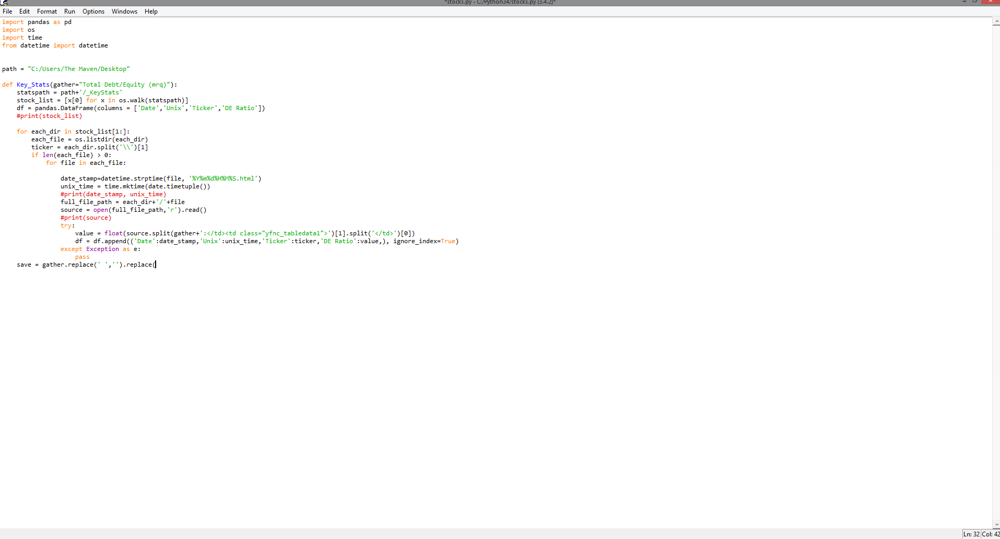 *stocks.py - C:/Python34/stocks.py (3.4.2)*
File Edit Format Run Options Windows Help
import pandas as pd
import os
import time
from datetime import datetime
path = "C:/Users/The Maven/Desktop"
def Key_Stats(gather="Total Debt/Equity (mrq)"):
    statspath = path+'/_KeyStats'
    stock_list = [x[0] for x in os.walk(statspath)]
    df = pandas.DataFrame(columns = ['Date','Unix','Ticker','DE Ratio'])
    #print(stock_list)
    for each_dir in stock_list[1:]:
        each_file = os.listdir(each_dir)
        ticker = each_dir.split('\\')[1]
        if len(each_file) > 0:
            for file in each_file:
                date_stamp=datetime.strptime(file, '%Y%m%d%H%M%S.html')
                unix_time = time.mktime(date.timetuple())
                #print(date_stamp, unix_time)
                full_file_path = each_dir+'/'+file
                source = open(full_file_path,'r').read()
                #print(source)
                try:
                    value = float(source.split(gather+':</td><td class="yfnc_tabledata1">')[1].split('</td>')[0])
                    df = df.append(('Date':date_stamp,'Unix':unix_time,'Ticker':ticker,'DE Ratio':value,), ignore_index=True)
                except Exception as e:
                    pass
    save = gather.replace(' ','').replace(
Ln: 32 Col: 42